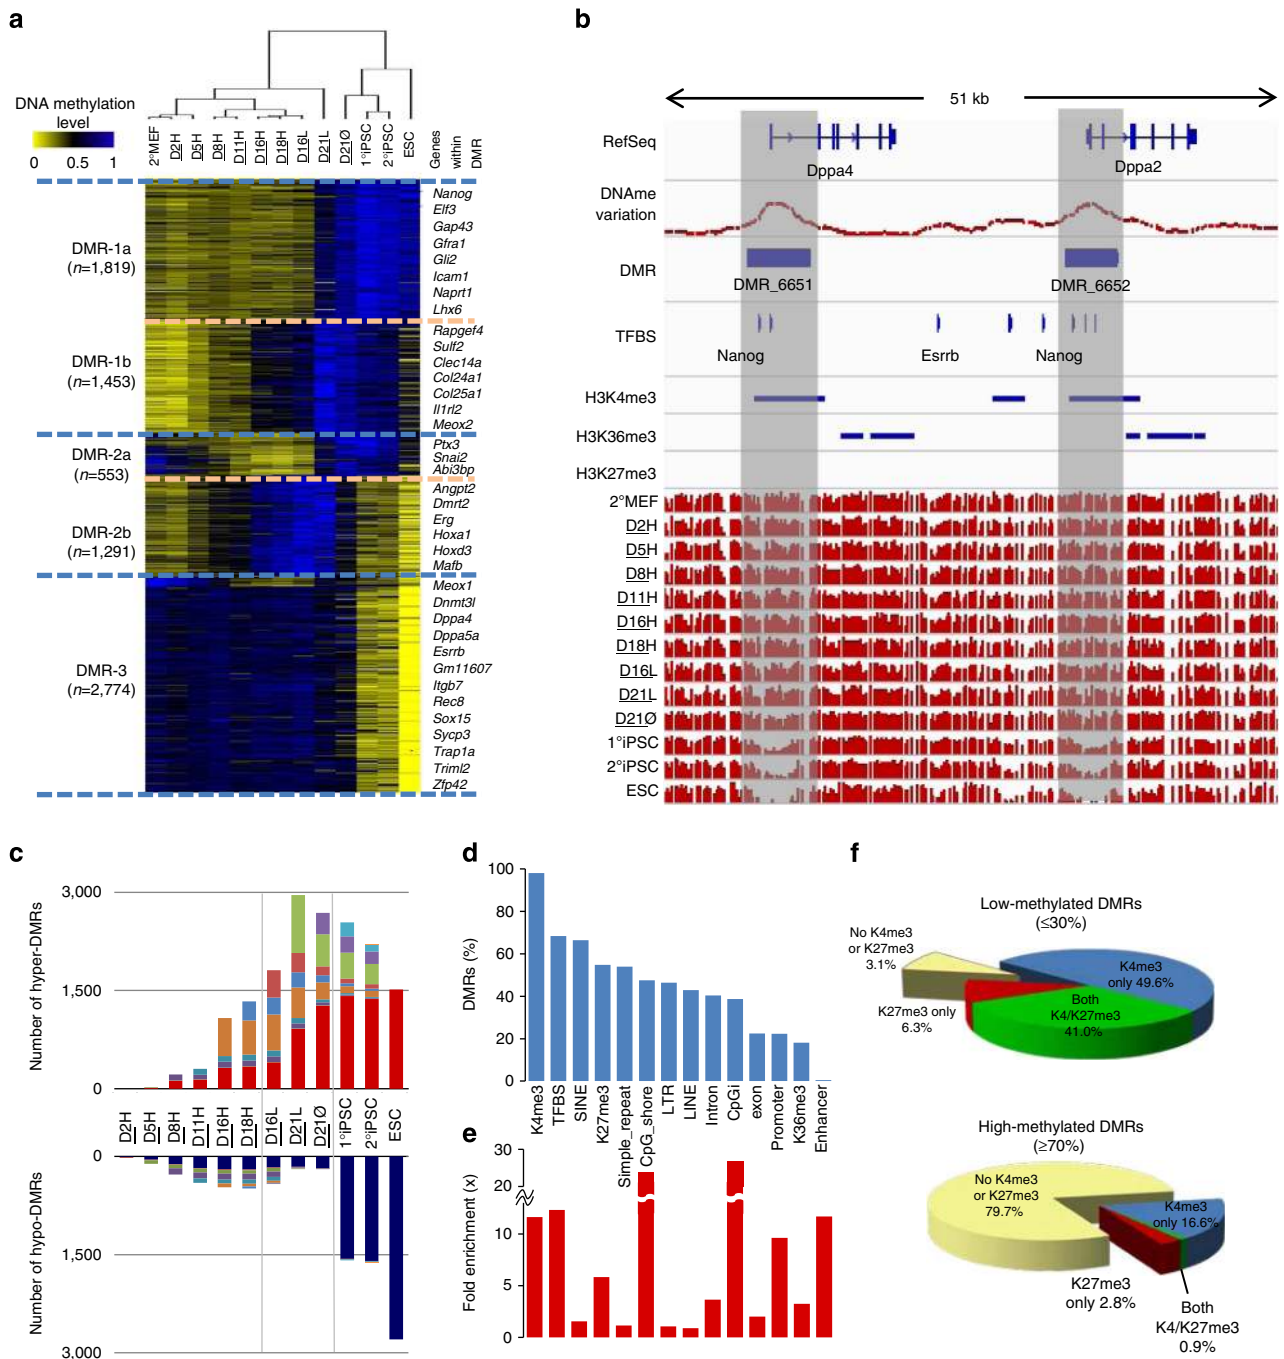 a
DNA methylation
level
0 0.5 1
2°MEF
D2H
D5H
D8H
D11H
D16H
D18H
D16L
D21L
D21Ø
1°iPSC
2°iPSC
ESC
Genes
within
DMR
DMR-1a
(n=1,819)
Nanog
Elf3
Gap43
Gfra1
Gli2
Icam1
Naprt1
Lhx6
DMR-1b
(n=1,453)
Rapgef4
Sulf2
Clec14a
Col24a1
Col25a1
Il1rl2
Meox2
DMR-2a
(n=553)
Ptx3
Snai2
Abi3bp
DMR-2b
(n=1,291)
Angpt2
Dmrt2
Erg
Hoxa1
Hoxd3
Mafb
DMR-3
(n=2,774)
Meox1
Dnmt3l
Dppa4
Dppa5a
Esrrb
Gm11607
Itgb7
Rec8
Sox15
Sycp3
Trap1a
Triml2
Zfp42
b
51 kb
RefSeq
Dppa4
Dppa2
DNAme
variation
DMR
DMR_6651
DMR_6652
TFBS
Nanog
Esrrb
Nanog
H3K4me3
H3K36me3
H3K27me3
2°MEF
D2H
D5H
D8H
D11H
D16H
D18H
D16L
D21L
D21Ø
1°iPSC
2°iPSC
ESC
c
Number of hyper-DMRs
3,000
1,500
0
D2H
D5H
D8H
D11H
D16H
D18H
D16L
D21L
D21Ø
1°iPSC
2°iPSC
ESC
Number of hypo-DMRs
0
1,500
3.000
d
DMRs (%)
100
80
60
40
20
0
K4me3
TFBS
SINE
K27me3
Simple_repeat
CpG_shore
LTR
LINE
Intron
CpGi
exon
Promoter
K36me3
Enhancer
e
Fold enrichment (x)
30
20
10
5
0
f
Low-methylated DMRs
(≤30%)
No K4me3
or K27me3
3.1%
K4me3
only 49.6%
Both
K4/K27me3
41.0%
K27me3 only
6.3%
High-methylated DMRs
(≥70%)
No K4me3
or K27me3
79.7%
K4me3
only 16.6%
K27me3
only 2.8%
Both
K4/K27me3
0.9%